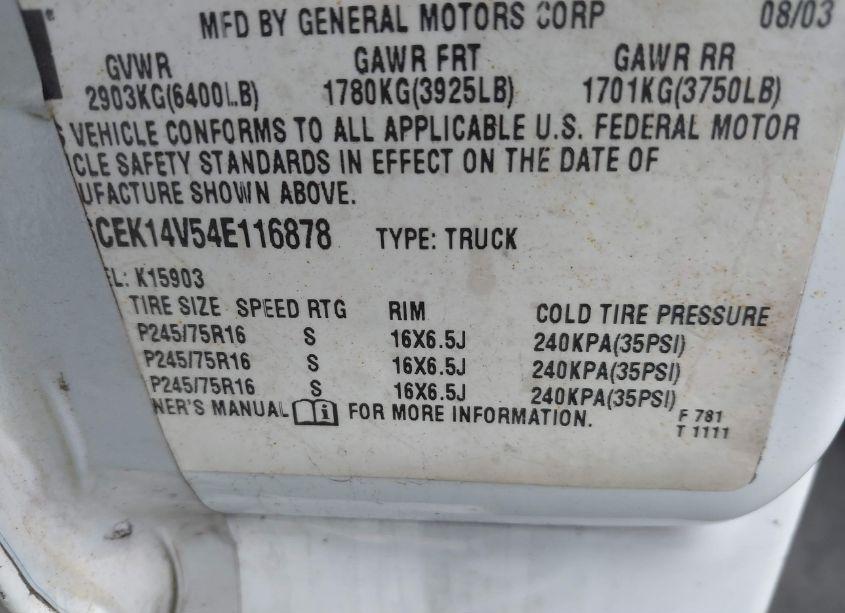 MFD BY GENERAL MOTORS CORP 08/03
GVWR GAWR FRT GAWR RR
2903KG(6400LB) 1780KG(3925LB) 1701KG(3750LB)
S VEHICLE CONFORMS TO ALL APPLICABLE U.S. FEDERAL MOTOR
CLE SAFETY STANDARDS IN EFFECT ON THE DATE OF
UFACTURE SHOWN ABOVE.
CEK14V54E116878 TYPE: TRUCK
EL: K15903
TIRE SIZE SPEED RTG RIM COLD TIRE PRESSURE
P245/75R16 S 16X6.5J 240KPA(35PSI)
P245/75R16 S 16X6.5J 240KPA(35PSI)
P245/75R16 S 16X6.5J 240KPA(35PSI)
NER'S MANUAL FOR MORE INFORMATION.
F 781
T 1111